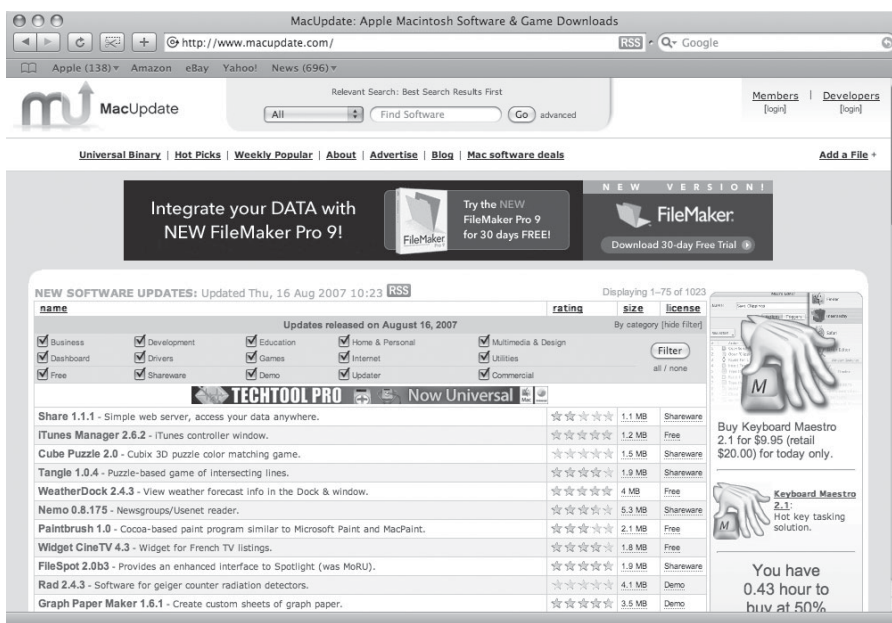 MacUpdate: Apple Macintosh Software & Game Downloads
http://www.macupdate.com/ RSS Google
Apple (138) Amazon eBay Yahoo! News (696)
mu MacUpdate
Relevant Search: Best Search Results First
All Find Software Go advanced
Members | Developers
[login] [login]
Universal Binary | Hot Picks | Weekly Popular | About | Advertise | Blog | Mac software deals Add a File +
Integrate your DATA with
NEW FileMaker Pro 9!
FileMaker
Try the NEW
FileMaker Pro 9
for 30 days FREE!
NEW VERSION!
FileMaker
Download 30-day Free Trial
NEW SOFTWARE UPDATES: Updated Thu, 16 Aug 2007 10:23 RSS Displaying 1–75 of 1023
name rating size license
Updates released on August 16, 2007 By category [hide filter]
Business Development Education Home & Personal Multimedia & Design
Dashboard Drivers Games Internet Utilities Filter
Free Shareware Demo Updater Commercial all / none
TECHTOOL PRO Now Universal
Share 1.1.1 - Simple web server, access your data anywhere. 1.1 MB Shareware
iTunes Manager 2.6.2 - iTunes controller window. 1.2 MB Free
Cube Puzzle 2.0 - Cubix 3D puzzle color matching game. 1.5 MB Shareware
Tangle 1.0.4 - Puzzle-based game of intersecting lines. 1.9 MB Shareware
WeatherDock 2.4.3 - View weather forecast info in the Dock & window. 4 MB Free
Nemo 0.8.175 - Newsgroups/Usenet reader. 5.3 MB Shareware
Paintbrush 1.0 - Cocoa-based paint program similar to Microsoft Paint and MacPaint. 2.1 MB Free
Widget CineTV 4.3 - Widget for French TV listings. 1.8 MB Free
FileSpot 2.0b3 - Provides an enhanced interface to Spotlight (was MoRU). 1.9 MB Shareware
Rad 2.4.3 - Software for geiger counter radiation detectors. 4.1 MB Demo
Graph Paper Maker 1.6.1 - Create custom sheets of graph paper. 3.5 MB Demo
M
Buy Keyboard Maestro
2.1 for $9.95 (retail
$20.00) for today only.
M
Keyboard Maestro
2.1:
Hot key tasking
solution.
You have
0.43 hour to
buy at 50%